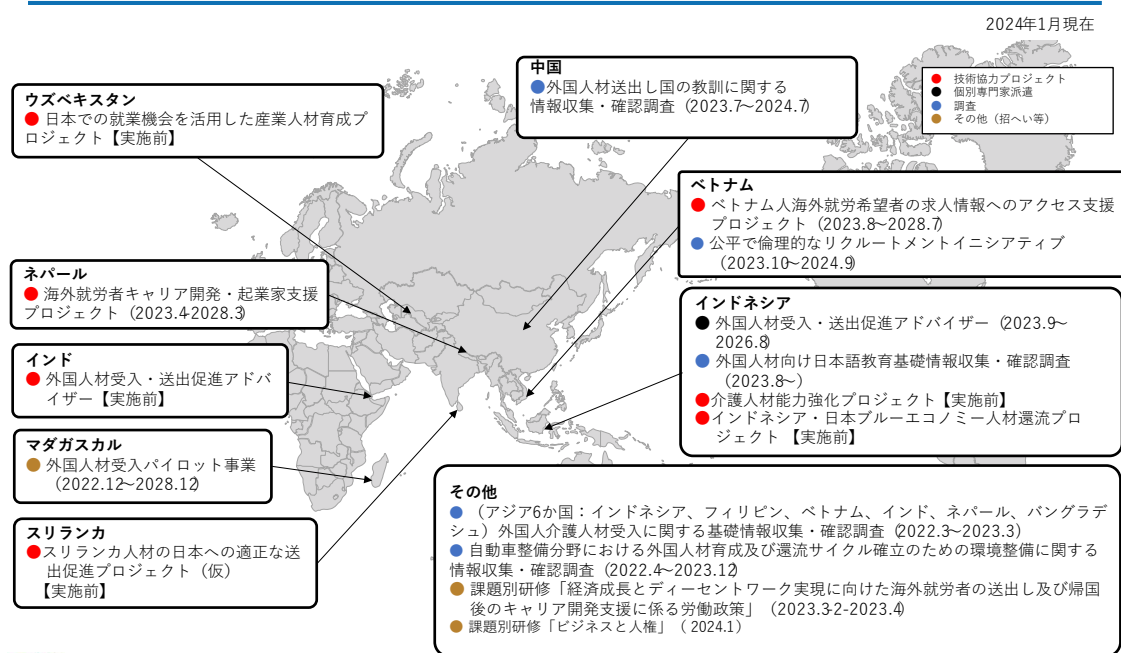 2024年1月現在
技術協力プロジェクト
個別専門家派遣
調査
その他（招へい等）
ウズベキスタン
日本での就業機会を活用した産業人材育成プ
ロジェクト【実施前】
中国
外国人材送出し国の教訓に関する
情報収集・確認調査（2023.7～2024.7）
ベトナム
ベトナム人海外就労希望者の求人情報へのアクセス支援
プロジェクト（2023.8～2028.7）
公平で倫理的なリクルートメントイニシアティブ
（2023.10～2024.9）
ネパール
海外就労者キャリア開発・起業家支援
プロジェクト（2023.4-2028.3）
インドネシア
外国人材受入・送出促進アドバイザー（2023.9～
2026.8）
外国人材向け日本語教育基礎情報収集・確認調査
（2023.8～）
介護人材能力強化プロジェクト【実施前】
インドネシア・日本ブルーエコノミー人材還流プロ
ジェクト 【実施前】
インド
外国人材受入・送出促進アドバ
イザー【実施前】
マダガスカル
外国人材受入パイロット事業
（2022.12～2028.12）
スリランカ
スリランカ人材の日本への適正な送
出促進プロジェクト（仮）
【実施前】
その他
（アジア6か国：インドネシア、フィリピン、ベトナム、インド、ネパール、バングラデ
シュ）外国人介護人材受入に関する基礎情報収集・確認調査（2022.3～2023.3）
自動車整備分野における外国人材育成及び還流サイクル確立のための環境整備に関する
情報収集・確認調査（2022.4～2023.12）
課題別研修「経済成長とディーセントワーク実現に向けた海外就労者の送出し及び帰国
後のキャリア開発支援に係る労働政策」（2023.3-2-2023.4）
課題別研修「ビジネスと人権」（ 2024.1）